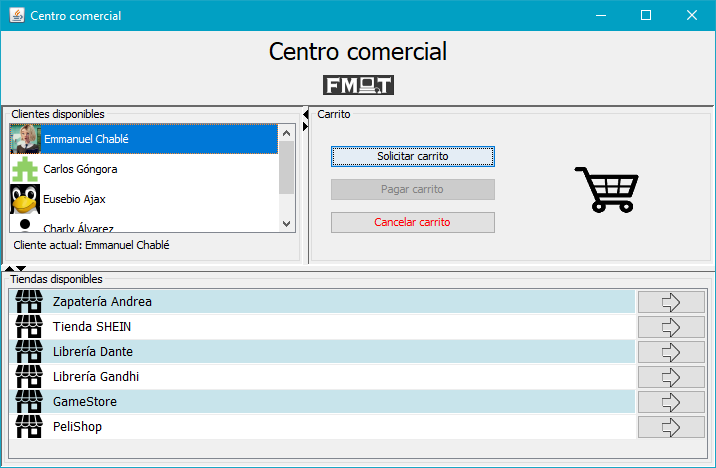 Centro comercial
Centro comercial
FMAT
Clientes disponibles
Emmanuel Chablé
Carlos Góngora
Eusebio Ajax
Charly Álvarez
Cliente actual: Emmanuel Chablé
Carrito
Solicitar carrito
Pagar carrito
Cancelar carrito
Tiendas disponibles
Zapatería Andrea
Tienda SHEIN
Librería Dante
Librería Gandhi
GameStore
PeliShop